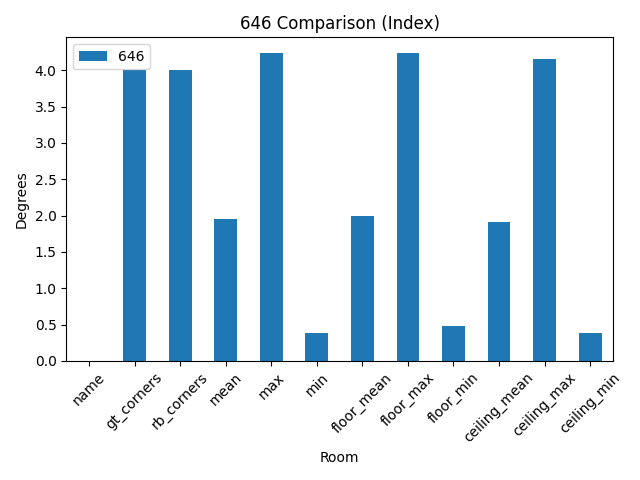 646 Comparison (Index)
646
Degrees
4.0
3.5
3.0
2.5
2.0
1.5
1.0
0.5
0.0
name
gt_corners
rb_corners
mean
max
min
floor_mean
floor_max
floor_min
ceiling_mean
ceiling_max
ceiling_min
Room